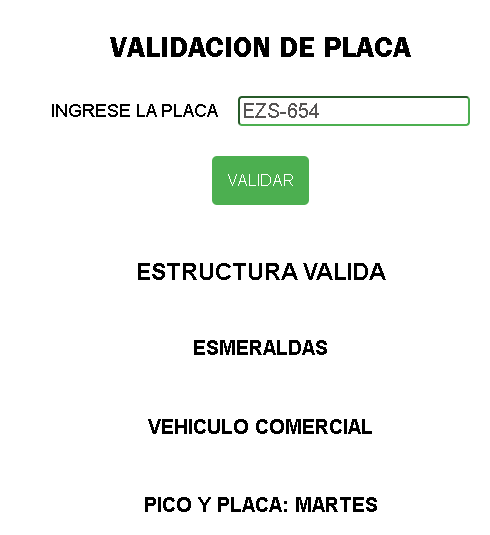 VALIDACION DE PLACA
INGRESE LA PLACA EZS-654
VALIDAR
ESTRUCTURA VALIDA
ESMERALDAS
VEHICULO COMERCIAL
PICO Y PLACA: MARTES